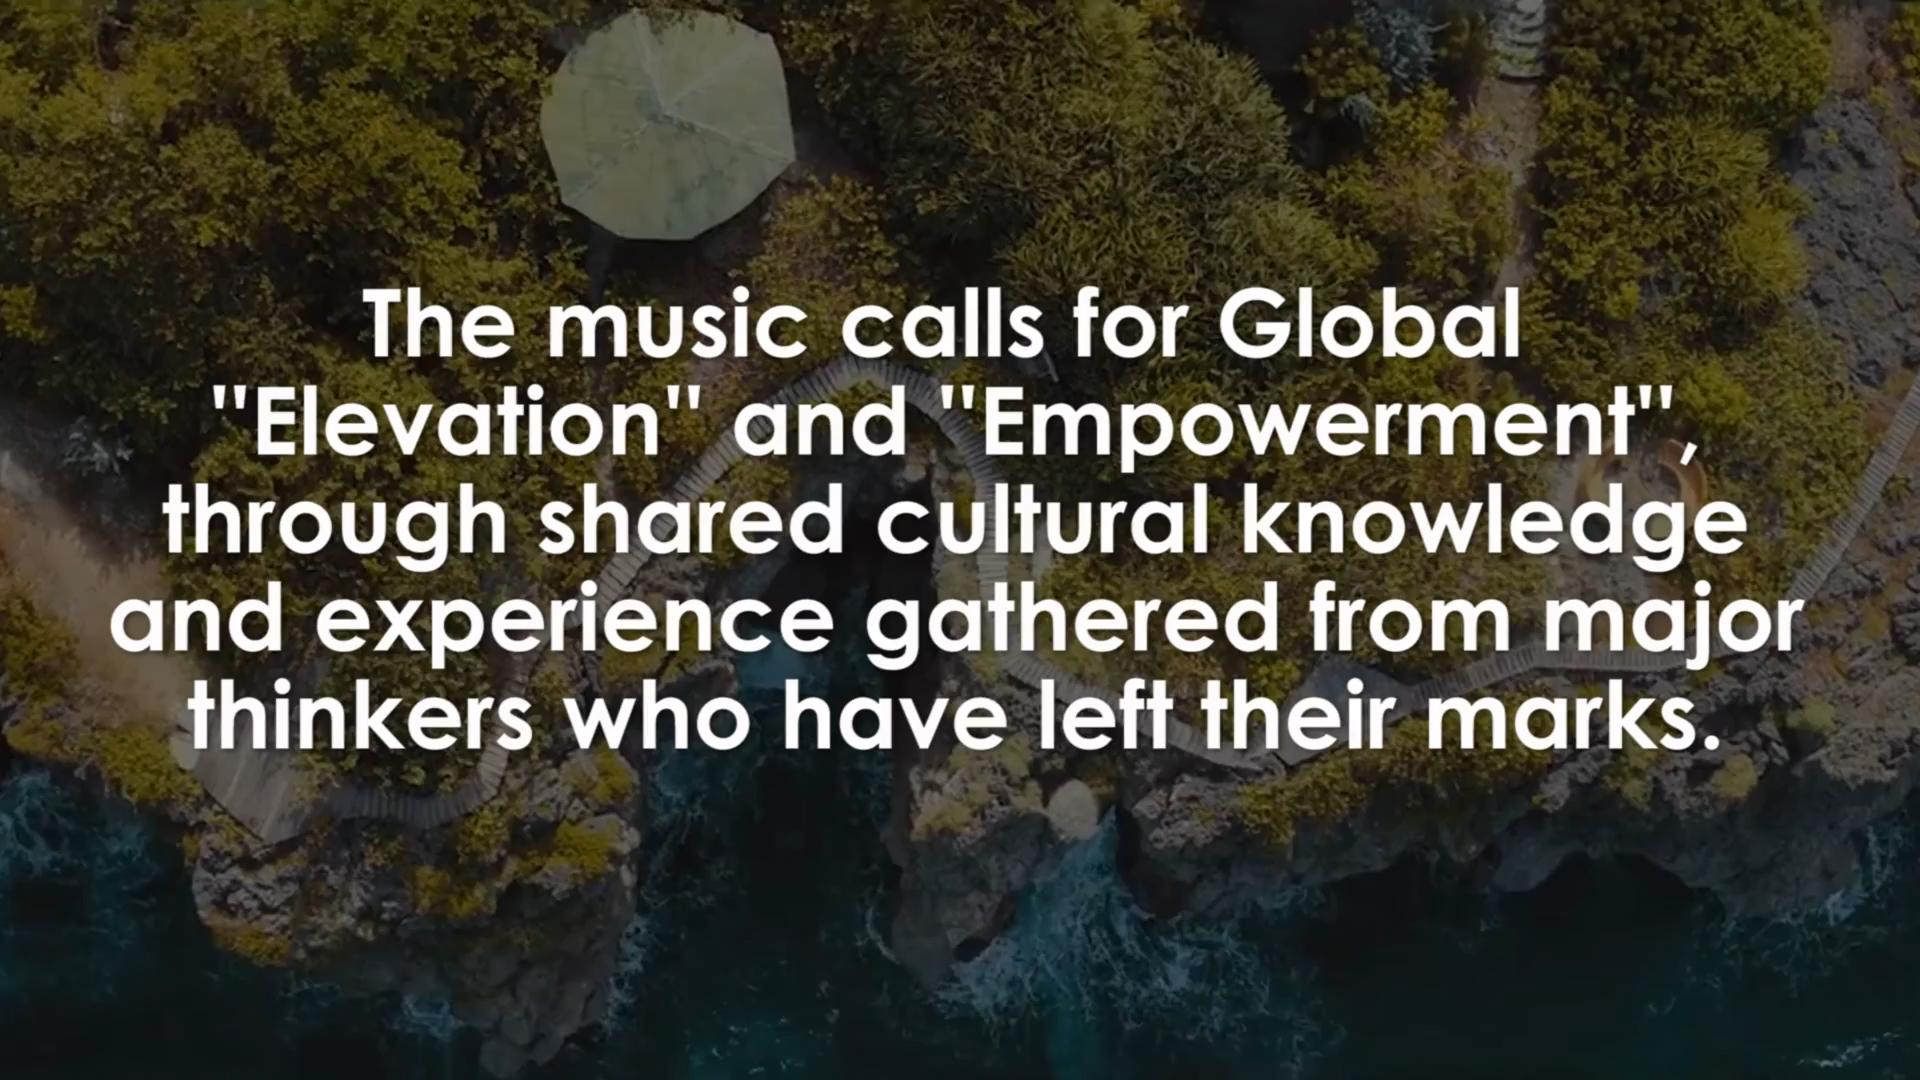 The music calls for Global
"Elevation" and "Empowerment",
through shared cultural knowledge
and experience gathered from major
thinkers who have left their marks.